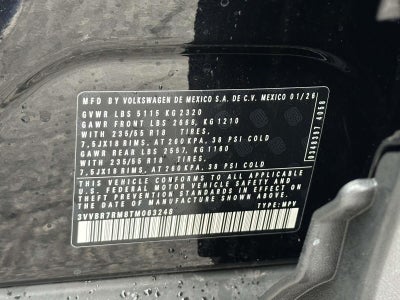 MFD BY VOLKSWAGEN DE MEXICO S.A. DE C.V. MEXICO 01/26
GVWR LBS 5115 KG 2320
GAWR FRONT LBS 2668, KG 1210
WITH 235/55 R18 TIRES,
7.5JX18 RIMS, AT 260KPA, 38 PSI COLD
GAWR REAR LBS 2557, KG 1160
WITH 235/55 R18 TIRES,
7.5JX18 RIMS, AT 260KPA, 38 PSI COLD
THIS VEHICLE CONFORMS TO ALL APPLICABLE
FEDERAL MOTOR VEHICLE SAFETY, BUMPER, AND
THEFT PREVENTION STANDARDS IN EFFECT ON THE DATE OF
MANUFACTURE SHOWN ABOVE.
TYPE: MPV